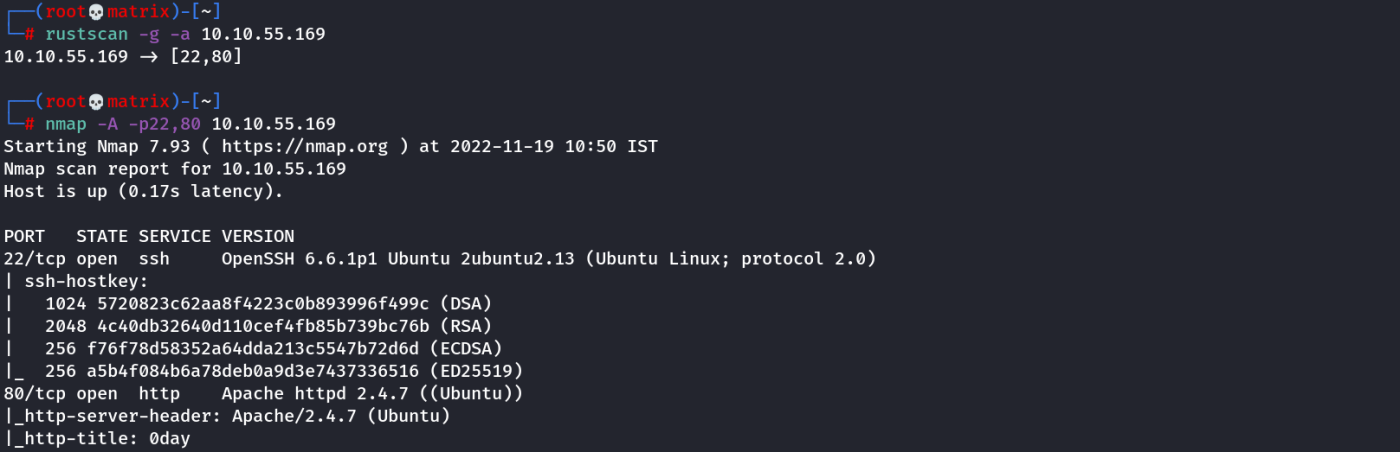 ┌──(root💀matrix)-[~]
└─# rustscan -g -a 10.10.55.169
10.10.55.169 -> [22,80]
┌──(root💀matrix)-[~]
└─# nmap -A -p22,80 10.10.55.169
Starting Nmap 7.93 ( https://nmap.org ) at 2022-11-19 10:50 IST
Nmap scan report for 10.10.55.169
Host is up (0.17s latency).
PORT   STATE SERVICE VERSION
22/tcp open  ssh     OpenSSH 6.6.1p1 Ubuntu 2ubuntu2.13 (Ubuntu Linux; protocol 2.0)
| ssh-hostkey:
|   1024 5720823c62aa8f4223c0b893996f499c (DSA)
|   2048 4c40db32640d110cef4fb85b739bc76b (RSA)
|   256 f76f78d58352a64dda213c5547b72d6d (ECDSA)
|_  256 a5b4f084b6a78deb0a9d3e7437336516 (ED25519)
80/tcp open  http    Apache httpd 2.4.7 ((Ubuntu))
|_http-server-header: Apache/2.4.7 (Ubuntu)
|_http-title: 0day